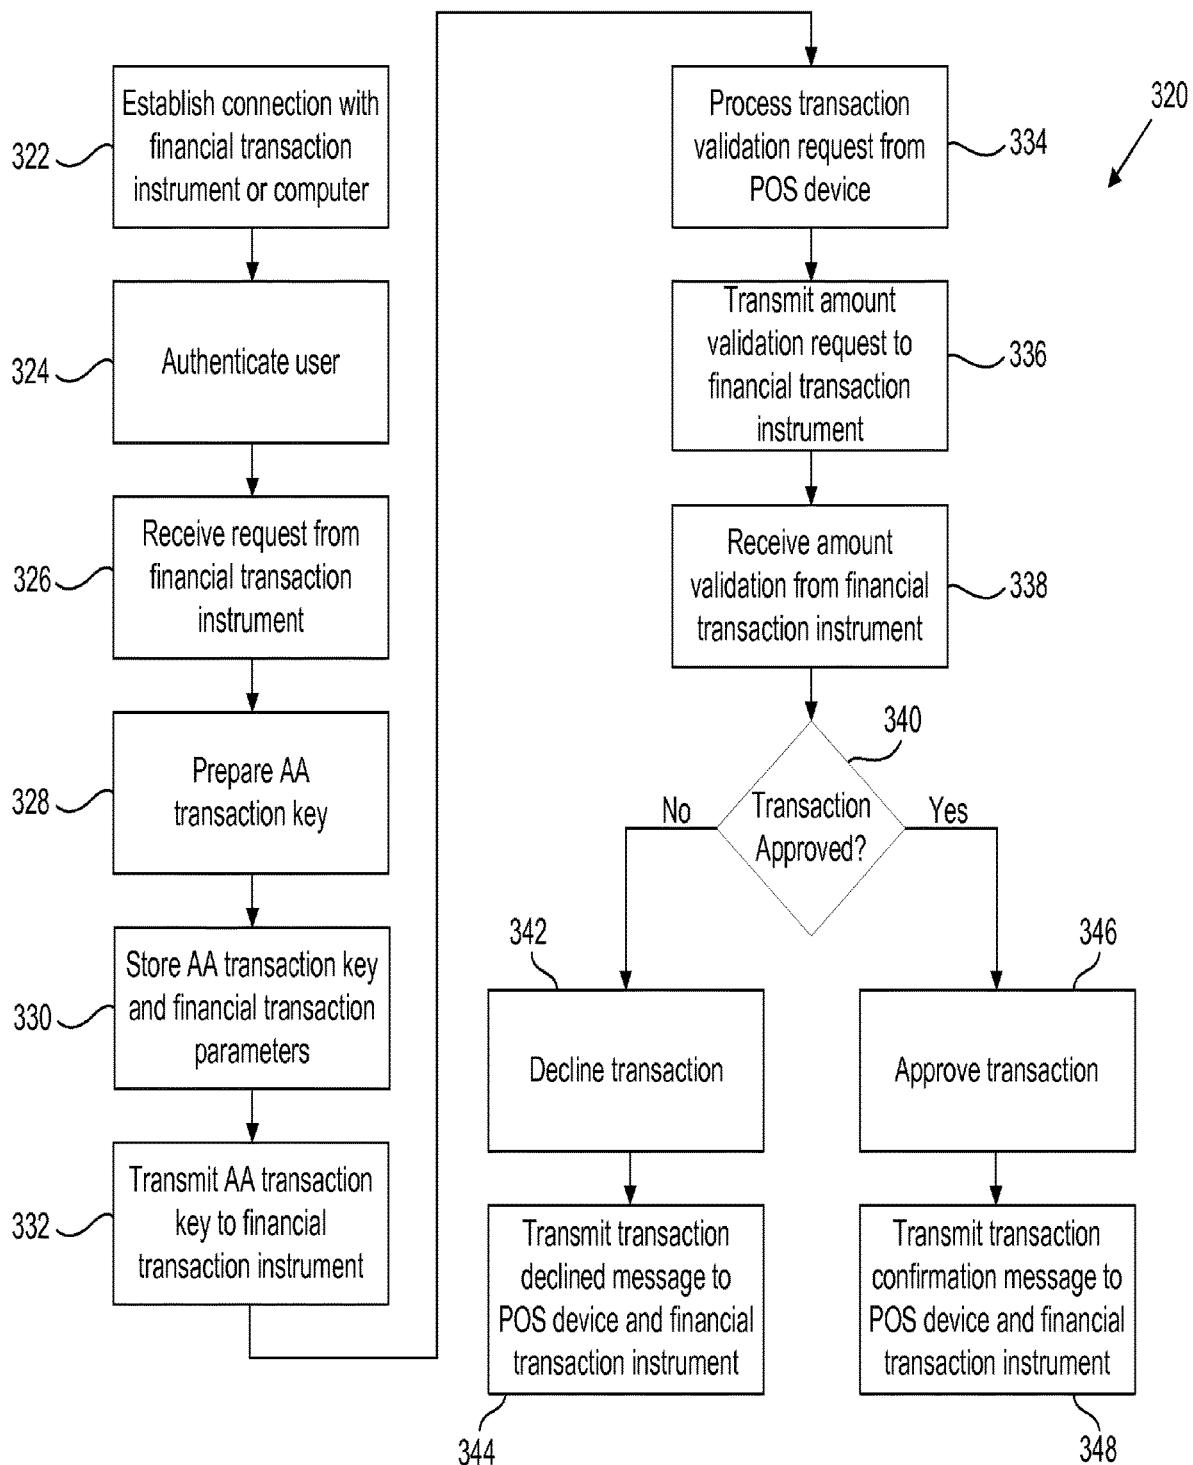 320
Establish connection with
financial transaction
instrument or computer
322
Authenticate user
324
Receive request from
financial transaction
instrument
326
Prepare AA
transaction key
328
Store AA transaction key
and financial transaction
parameters
330
Transmit AA transaction
key to financial
transaction instrument
332
Process transaction
validation request from
POS device
334
Transmit amount
validation request to
financial transaction
instrument
336
Receive amount
validation from financial
transaction instrument
338
340
Transaction
Approved?
No
Yes
342
Decline transaction
Transmit transaction
declined message to
POS device and financial
transaction instrument
344
346
Approve transaction
Transmit transaction
confirmation message to
POS device and financial
transaction instrument
348